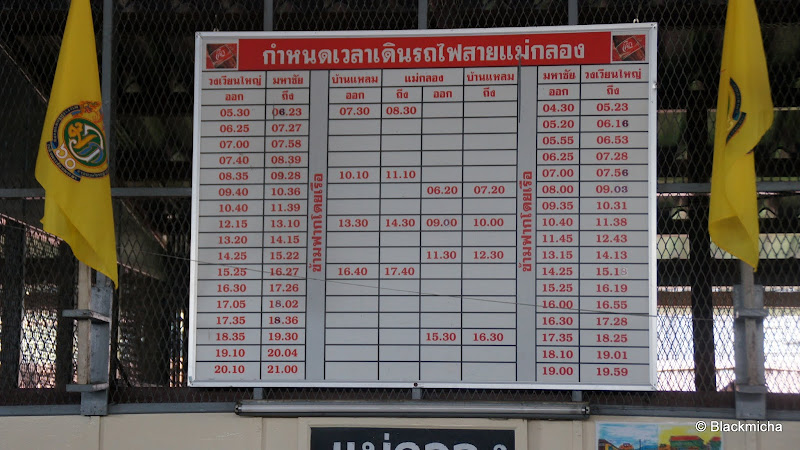 กำหนดเวลาเดินรถไฟสายแม่กลอง
วงเวียนใหญ่ มหาชัย บ้านแหลม แม่กลอง บ้านแหลม มหาชัย วงเวียนใหญ่
ออก ถึง ออก ถึง ออก ถึง ออก ถึง
05.30 06.23 07.30 08.30 04.30 05.23
06.25 07.27 05.20 06.16
07.00 07.58 05.55 06.53
07.40 08.39 06.25 07.28
08.35 09.28 10.10 11.10 07.00 07.56
09.40 10.36 06.20 07.20 08.00 09.03
10.40 11.39 09.35 10.31
12.15 13.10 13.30 14.30 09.00 10.00 10.40 11.38
13.20 14.15 11.45 12.43
14.25 15.22 11.30 12.30 13.15 14.13
15.25 16.27 16.40 17.40 14.25 15.18
16.30 17.26 15.25 16.19
17.05 18.02 16.00 16.55
17.35 18.36 16.30 17.28
18.35 19.30 15.30 16.30 17.35 18.25
19.10 20.04 18.10 19.01
20.10 21.00 19.00 19.59
ข้ามฟากโดยเรือ
ข้ามฟากโดยเรือ
© Blackmicha